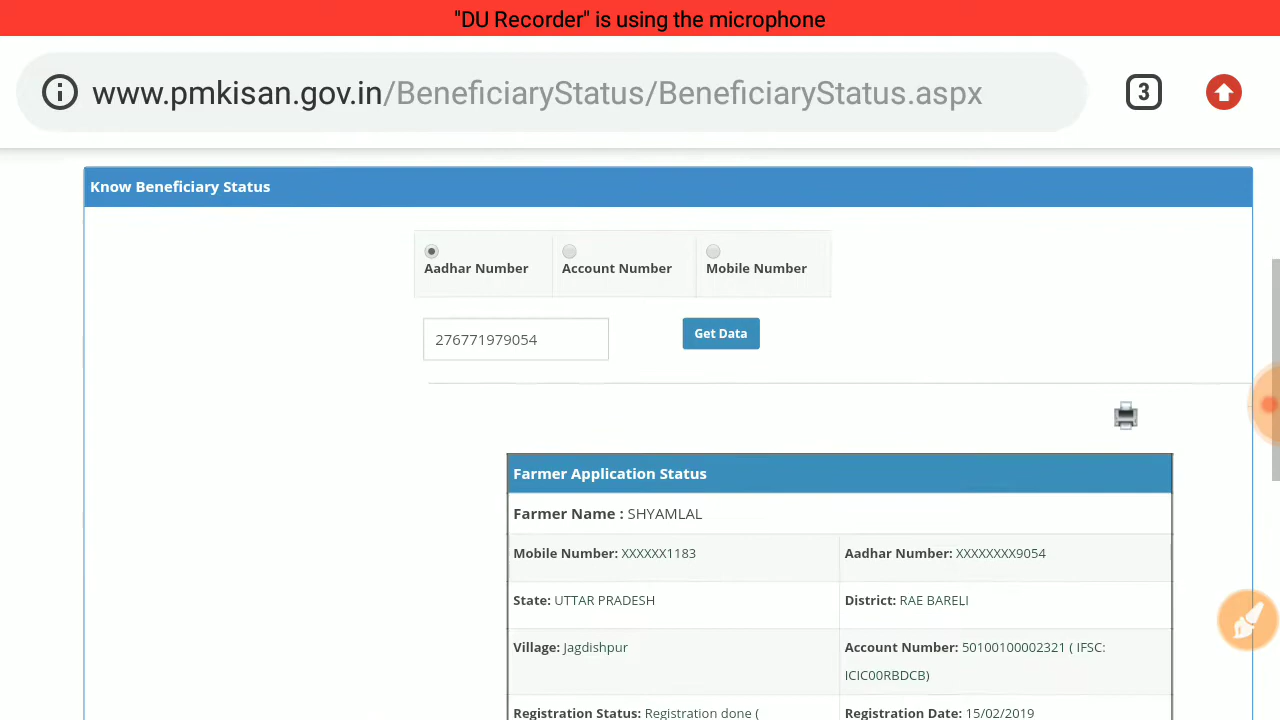 "DU Recorder" is using the microphone
www.pmkisan.gov.in/BeneficiaryStatus/BeneficiaryStatus.aspx
3
Know Beneficiary Status
Aadhar Number Account Number Mobile Number
276771979054 Get Data
Farmer Application Status
Farmer Name : SHYAMLAL
Mobile Number: XXXXXX1183 Aadhar Number: XXXXXXXX9054
State: UTTAR PRADESH District: RAE BARELI
Village: Jagdishpur Account Number: 50100100002321 ( IFSC:
ICIC00RBDCB)
Registration Status: Registration done ( Registration Date: 15/02/2019